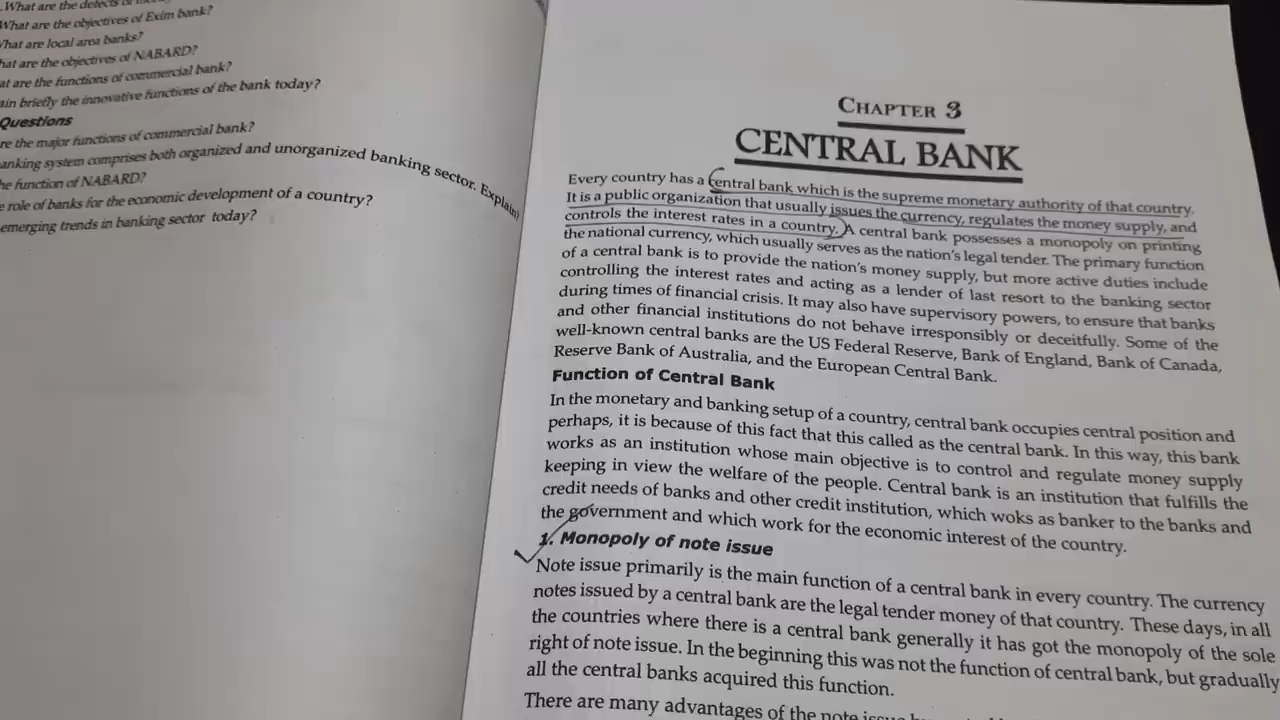 .What are the defects of
What are the objectives of Exim bank?
What are local area banks?
hat are the objectives of NABARD?
at are the functions of commercial bank?
ain briefly the innovative functions of the bank today?
Questions
re the major functions of commercial bank?
anking system comprises both organized and unorganized banking sector. Explain
he function of NABARD?
e role of banks for the economic development of a country?
emerging trends in banking sector today?
CHAPTER 3
CENTRAL BANK
Every country has a central bank which is the supreme monetary authority of that country.
It is a public organization that usually issues the currency, regulates the money supply, and
controls the interest rates in a country. A central bank possesses a monopoly on printing
the national currency, which usually serves as the nation's legal tender. The primary function
of a central bank is to provide the nation's money supply, but more active duties include
controlling the interest rates and acting as a lender of last resort to the banking sector
during times of financial crisis. It may also have supervisory powers, to ensure that banks
and other financial institutions do not behave irresponsibly or deceitfully. Some of the
well-known central banks are the US Federal Reserve, Bank of England, Bank of Canada,
Reserve Bank of Australia, and the European Central Bank.
Function of Central Bank
In the monetary and banking setup of a country, central bank occupies central position and
perhaps, it is because of this fact that this called as the central bank. In this way, this bank
works as an institution whose main objective is to control and regulate money supply
keeping in view the welfare of the people. Central bank is an institution that fulfills the
credit needs of banks and other credit institution, which woks as banker to the banks and
the government and which work for the economic interest of the country.
1. Monopoly of note issue
Note issue primarily is the main function of a central bank in every country. The currency
notes issued by a central bank are the legal tender money of that country. These days, in all
the countries where there is a central bank generally it has got the monopoly of the sole
right of note issue. In the beginning this was not the function of central bank, but gradually
all the central banks acquired this function.
There are many advantages of the note issue